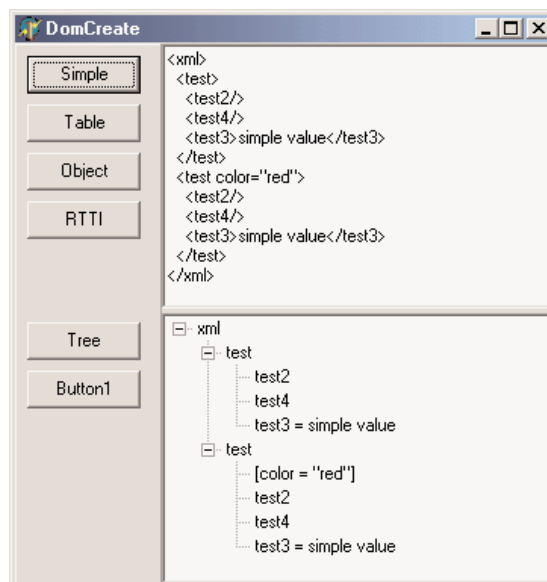 DomCreate
Simple
Table
Object
RTTI
Tree
Button1
<xml>
<test>
<test2/>
<test4/>
<test3>simple value</test3>
</test>
<test color="red">
<test2/>
<test4/>
<test3>simple value</test3>
</test>
</xml>
xml
test
test2
test4
test3 = simple value
test
[color = "red"]
test2
test4
test3 = simple value